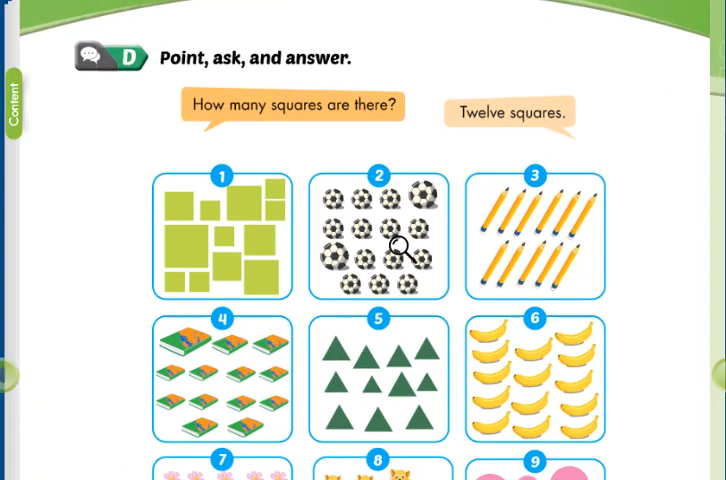 Content
D
Point, ask, and answer.
How many squares are there?
Twelve squares.
1
2
3
4
5
6
7
8
9